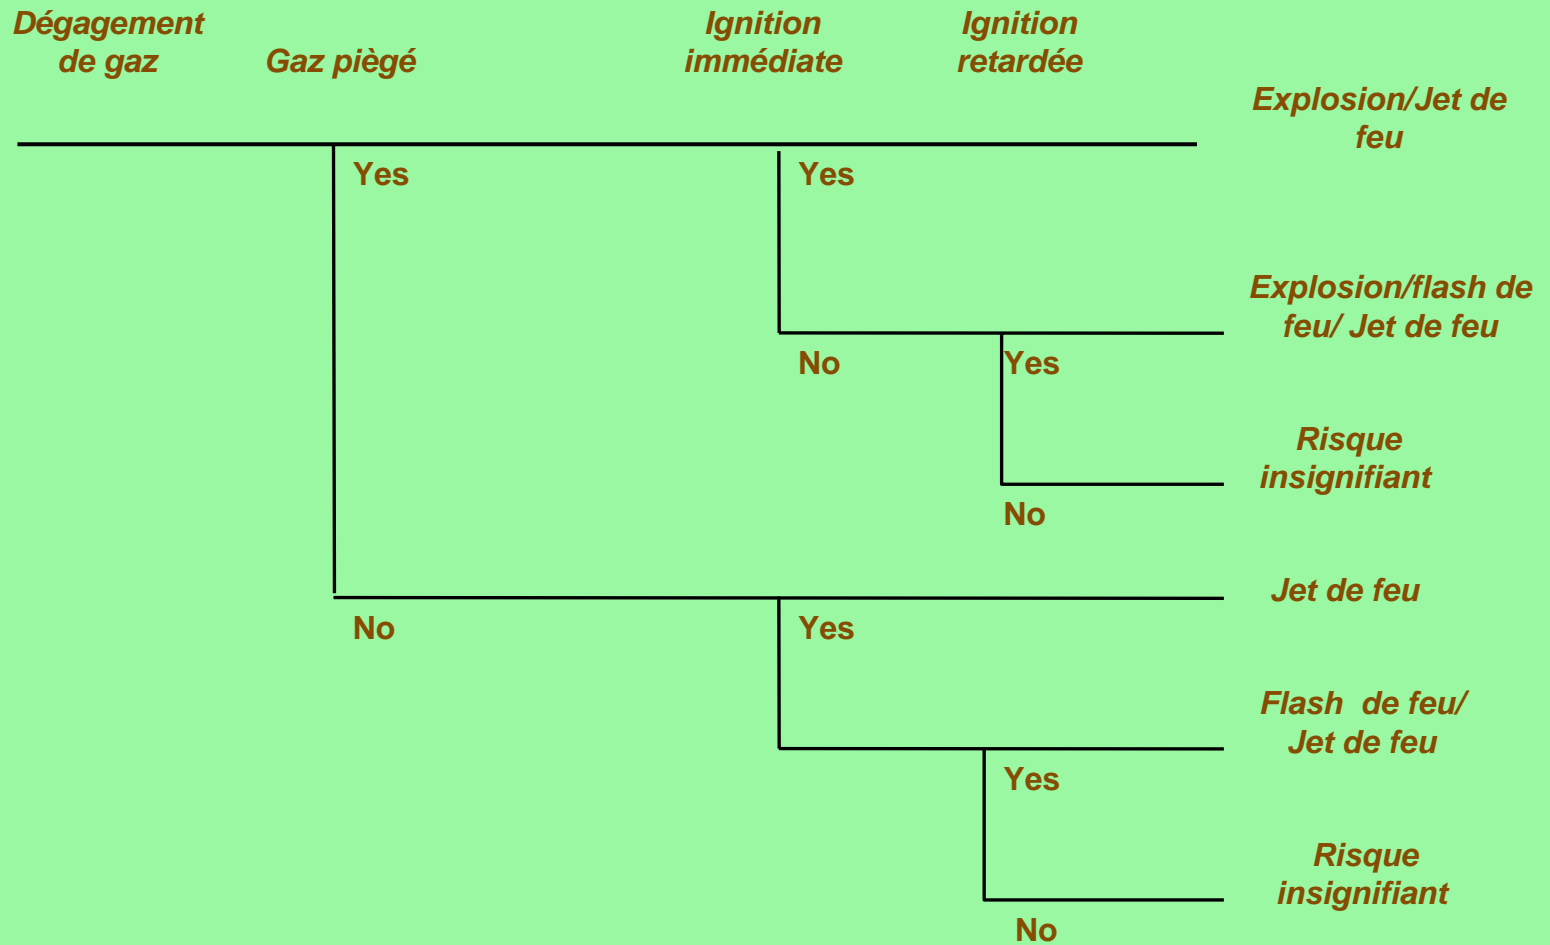 Dégagement
de gaz
Gaz piègé
Ignition
immédiate
Ignition
retardée
Explosion/Jet de
feu
Yes
Yes
Explosion/flash de
feu/ Jet de feu
No
Yes
Risque
insignifiant
No
Jet de feu
No
Yes
Flash de feu/
Jet de feu
Yes
Risque
insignifiant
No